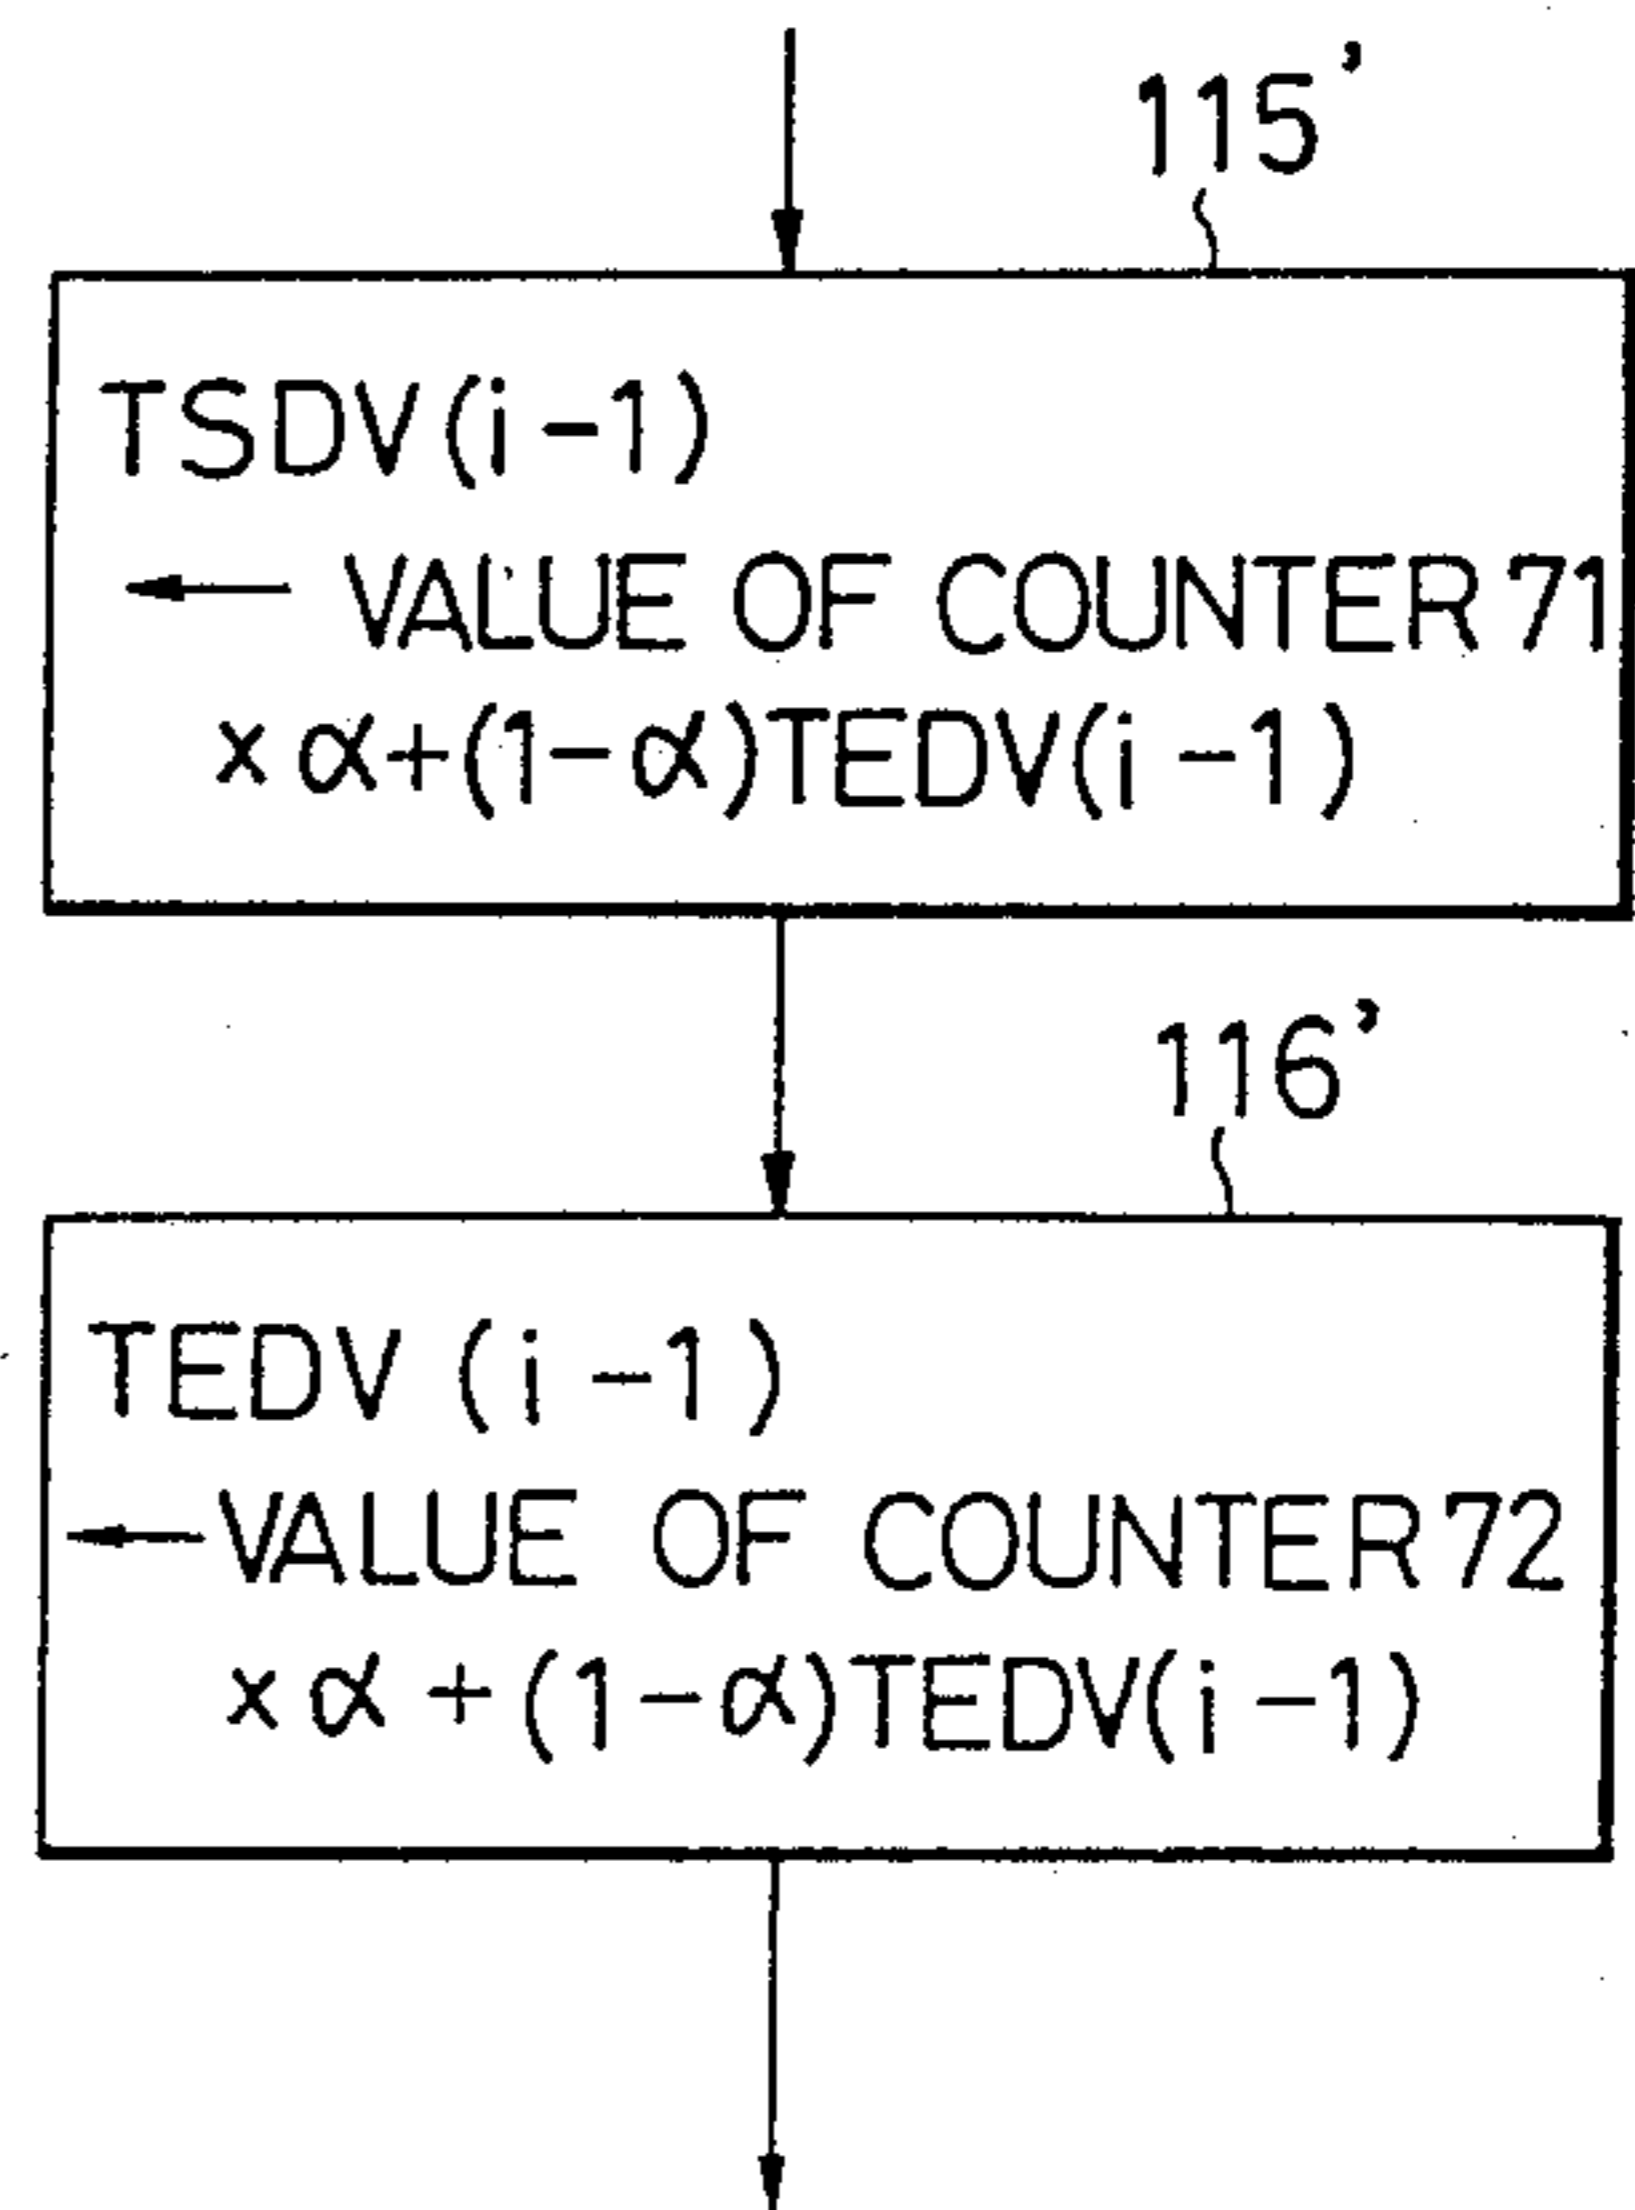 115'
TSDV(i-1)
← VALUE OF COUNTER 71
×α+(1-α)TEDV(i-1)
116'
TEDV(i-1)
← VALUE OF COUNTER 72
×α+(1-α)TEDV(i-1)